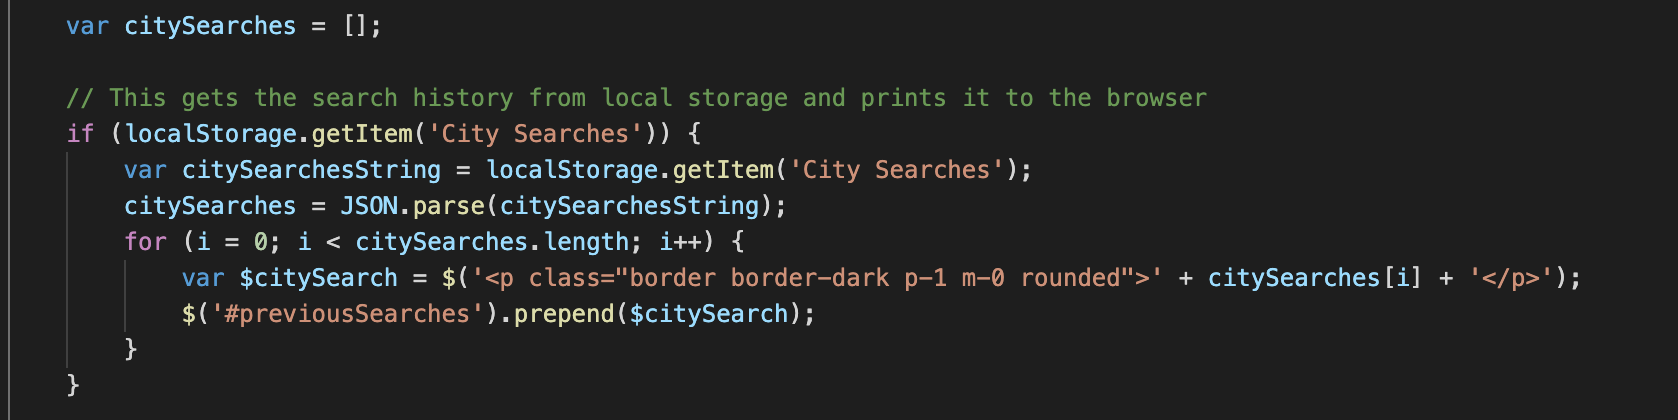 var citySearches = [];
// This gets the search history from local storage and prints it to the browser
if (localStorage.getItem('City Searches')) {
var citySearchesString = localStorage.getItem('City Searches');
citySearches = JSON.parse(citySearchesString);
for (i = 0; i < citySearches.length; i++) {
var $citySearch = $('<p class="border border-dark p-1 m-0 rounded">' + citySearches[i] + '</p>');
$('#previousSearches').prepend($citySearch);
}
}